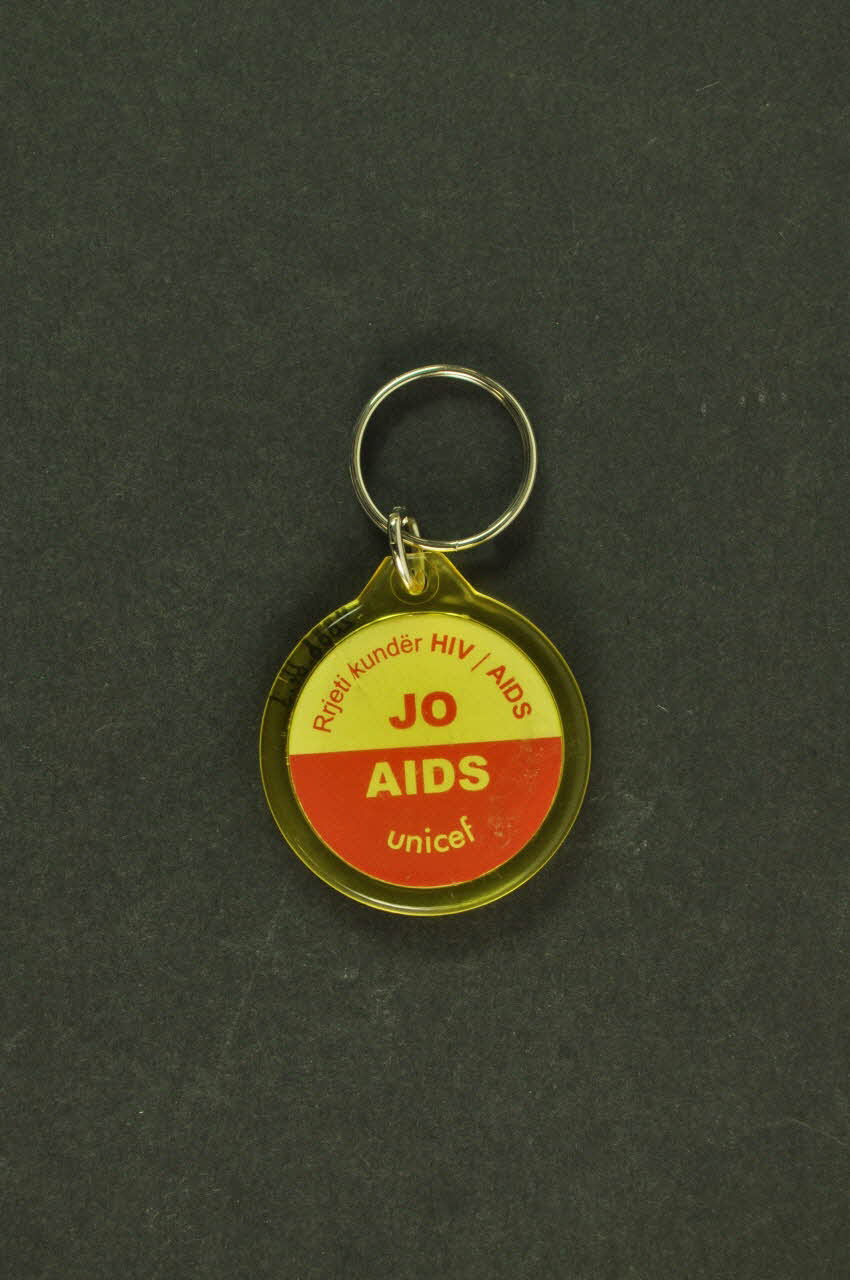 Rrjeti kundër HIV / AIDS
JO
AIDS
unicef